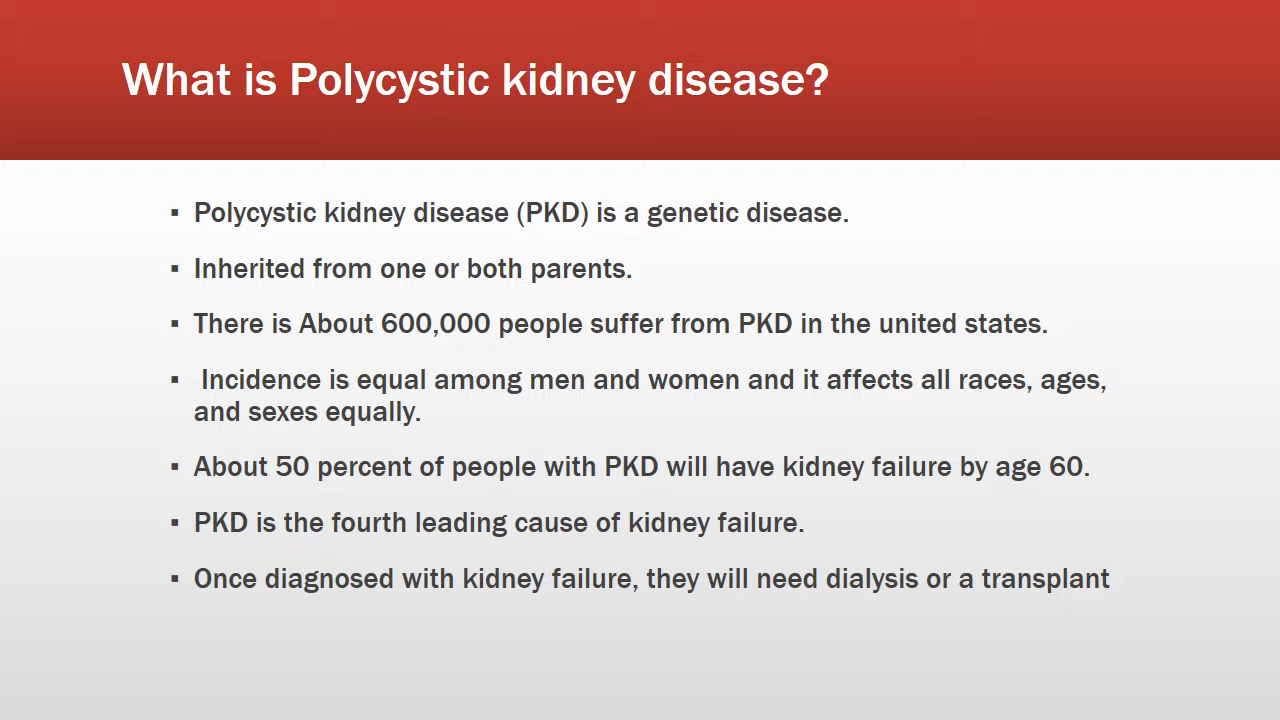 What is Polycystic kidney disease?
▪ Polycystic kidney disease (PKD) is a genetic disease.
▪ Inherited from one or both parents.
▪ There is About 600,000 people suffer from PKD in the united states.
▪ Incidence is equal among men and women and it affects all races, ages,
and sexes equally.
▪ About 50 percent of people with PKD will have kidney failure by age 60.
▪ PKD is the fourth leading cause of kidney failure.
▪ Once diagnosed with kidney failure, they will need dialysis or a transplant